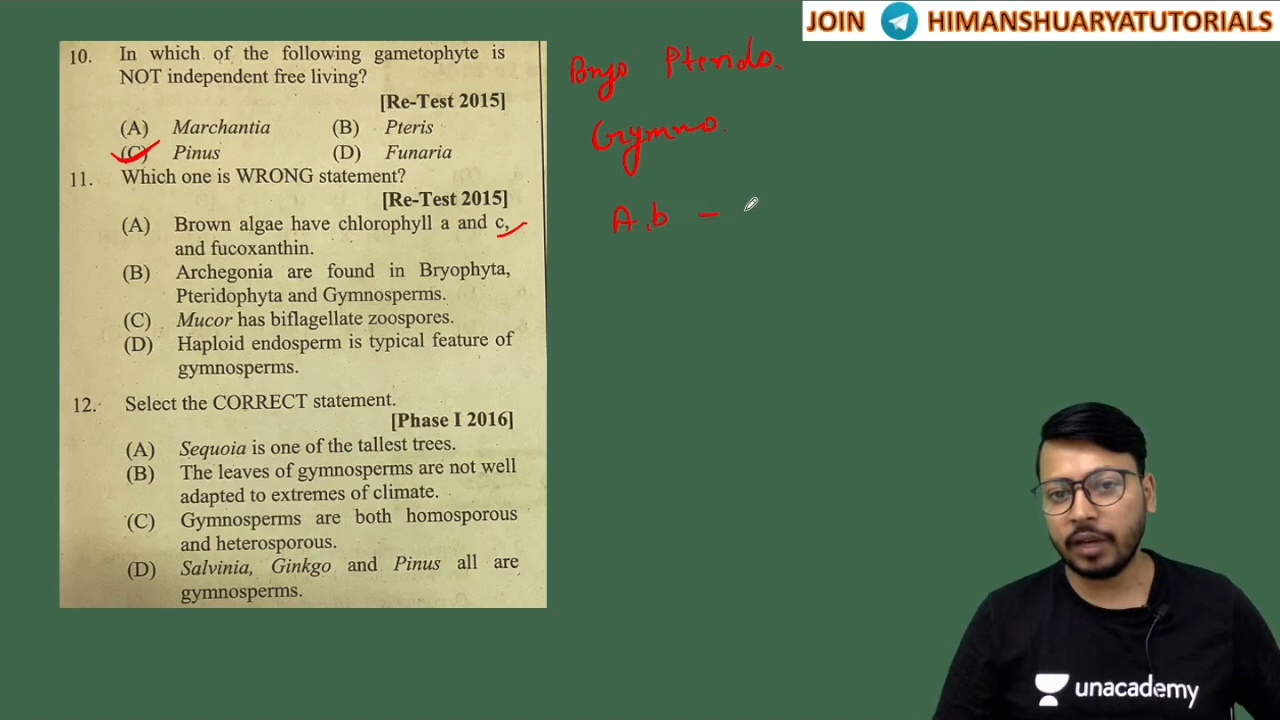 JOIN HIMANSHUARYATUTORIALS
10. In which of the following gametophyte is
NOT independent free living?
[Re-Test 2015]
(A) Marchantia (B) Pteris
(C) Pinus (D) Funaria
11. Which one is WRONG statement?
[Re-Test 2015]
(A) Brown algae have chlorophyll a and c,
and fucoxanthin.
(B) Archegonia are found in Bryophyta,
Pteridophyta and Gymnosperms.
(C) Mucor has biflagellate zoospores.
(D) Haploid endosperm is typical feature of
gymnosperms.
12. Select the CORRECT statement.
[Phase I 2016]
(A) Sequoia is one of the tallest trees.
(B) The leaves of gymnosperms are not well
adapted to extremes of climate.
(C) Gymnosperms are both homosporous
and heterosporous.
(D) Salvinia, Ginkgo and Pinus all are
gymnosperms.
Bryo Pterido.
Gymno.
A,b -
unacademy